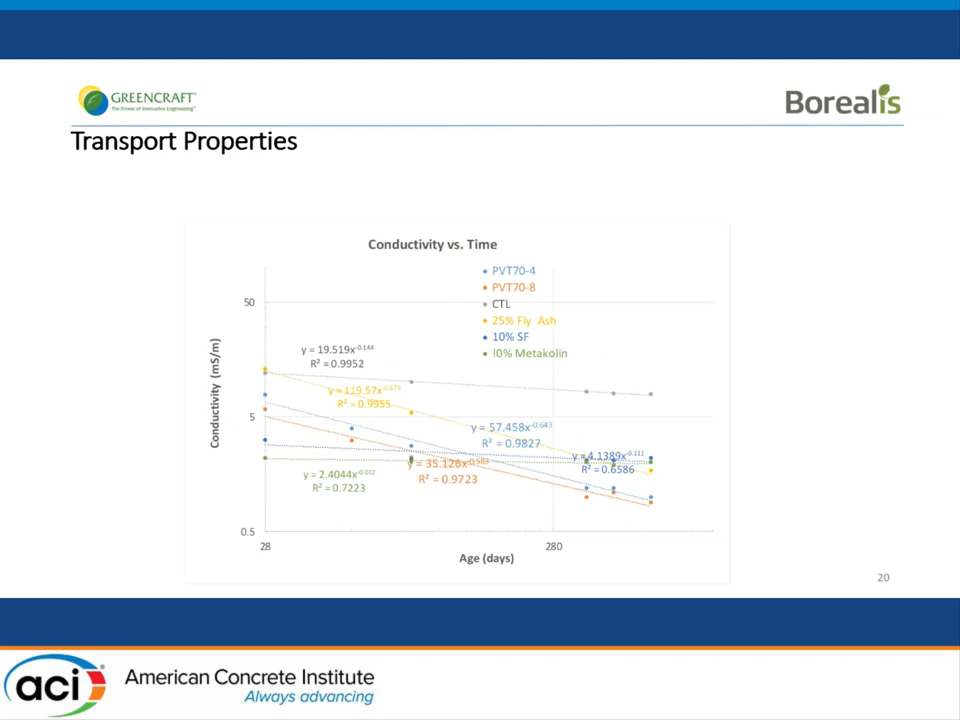 GREENCRAFT
The Power of Innovative Engineering
Borealis
Transport Properties
Conductivity vs. Time
PVT70-4
PVT70-8
CTL
25% Fly Ash
10% SF
!0% Metakolin
50
5
0.5
Conductivity (mS/m)
y = 19.519x^-0.144
R² = 0.9952
y = 119.57x^-0.675
R² = 0.9955
y = 57.458x^-0.643
R² = 0.9827
y = 4.1389x^-0.111
R² = 0.6586
y = 35.126x^-0.583
R² = 0.9723
y = 2.4044x^-0.012
R² = 0.7223
28
280
Age (days)
20
aci
American Concrete Institute
Always advancing